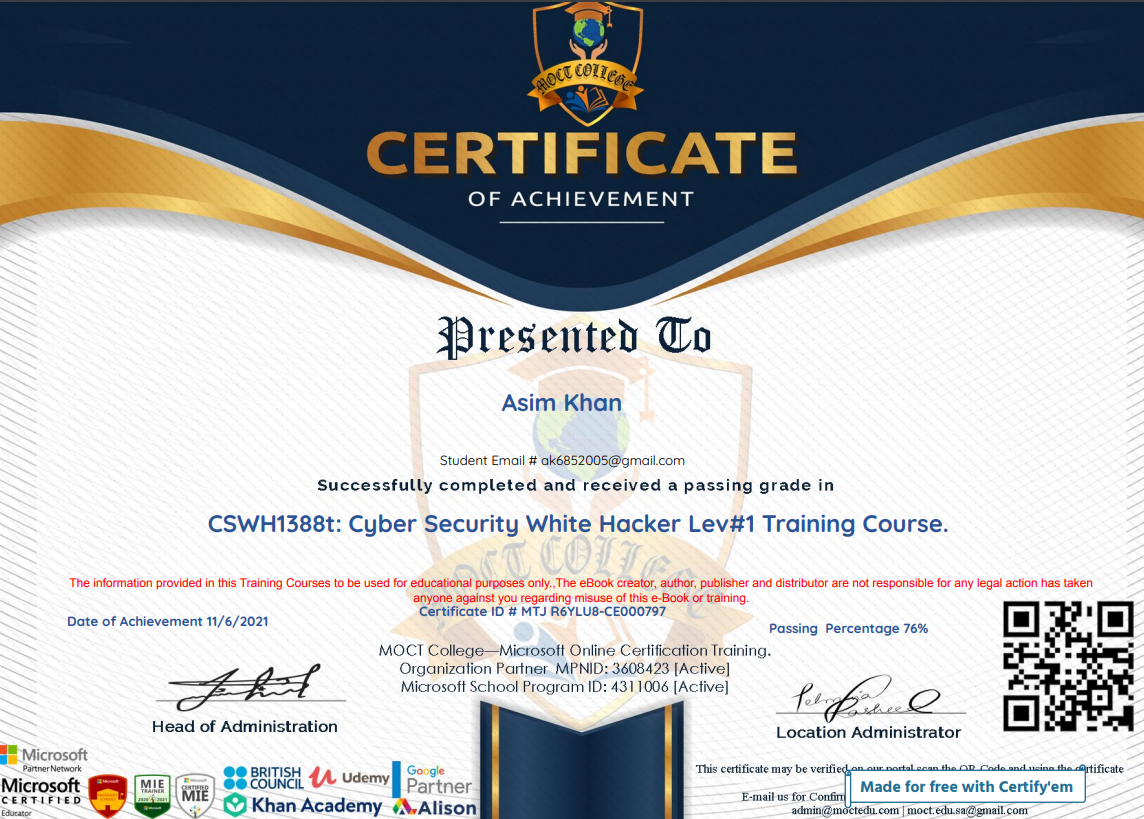 MOCT COLLEGE
CERTIFICATE
OF ACHIEVEMENT
Presented To
Asim Khan
Student Email # ak6852005@gmail.com
Successfully completed and received a passing grade in
CSWH1388t: Cyber Security White Hacker Lev#1 Training Course.
MOCT COLLEGE
The information provided in this Training Courses to be used for educational purposes only.,The eBook creator, author, publisher and distributor are not responsible for any legal action has taken
anyone against you regarding misuse of this e-Book or training.
Certificate ID # MTJ R6YLU8-CE000797
Date of Achievement 11/6/2021
Passing Percentage 76%
MOCT College—Microsoft Online Certification Training.
Organization Partner MPNID: 3608423 [Active]
Microsoft School Program ID: 4311006 [Active]
Head of Administration
Location Administrator
Microsoft
Partner Network
Microsoft
CERTIFIED
Educator
MIE
TRAINER
2020 & 2021
Microsoft
CERTIFIED
MIE
BRITISH
COUNCIL
Udemy
Khan Academy
Google
Partner
Alison
This certificate may be verified on our portal scan the QR Code and using the certificate
E-mail us for
Made for free with Certify'em
admin@moctedu.com | moct.edu.sa@gmail.com